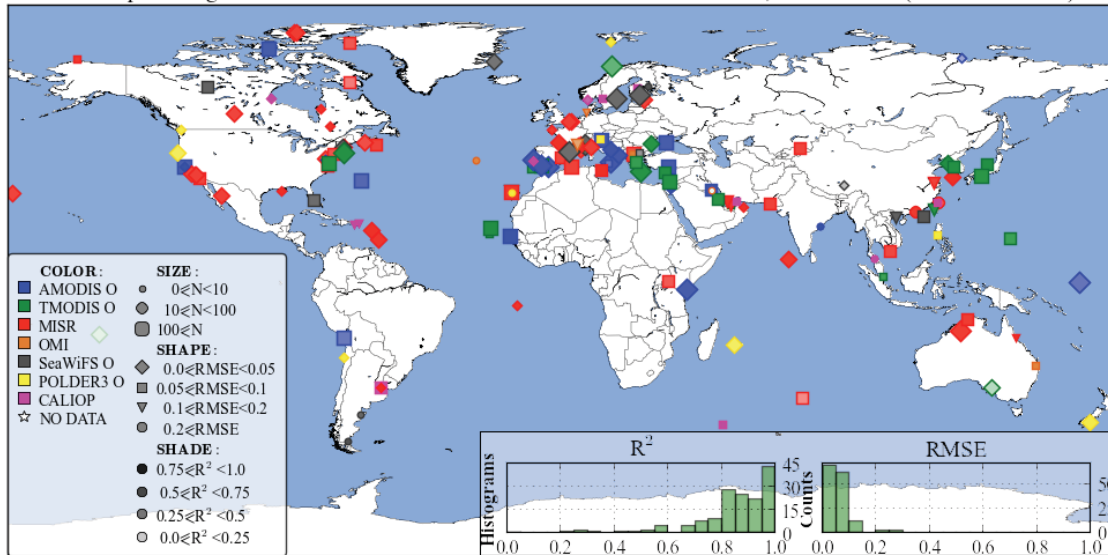 COLOR:
AMODIS O
TMODIS O
MISR
OMI
SeaWiFS O
POLDER3 O
CALIOP
NO DATA
SIZE:
0⩽N<10
10⩽N<100
100⩽N
SHAPE:
0.0⩽RMSE<0.05
0.05⩽RMSE<0.1
0.1⩽RMSE<0.2
0.2⩽RMSE
SHADE:
0.75⩽R² <1.0
0.5⩽R² <0.75
0.25⩽R² <0.5
0.0⩽R² <0.25
R²
Histograms
45
30
15
0
0.0 0.2 0.4 0.6 0.8 1.0
RMSE
Counts
0
0.0 0.2 0.4 0.6 0.8 1.0